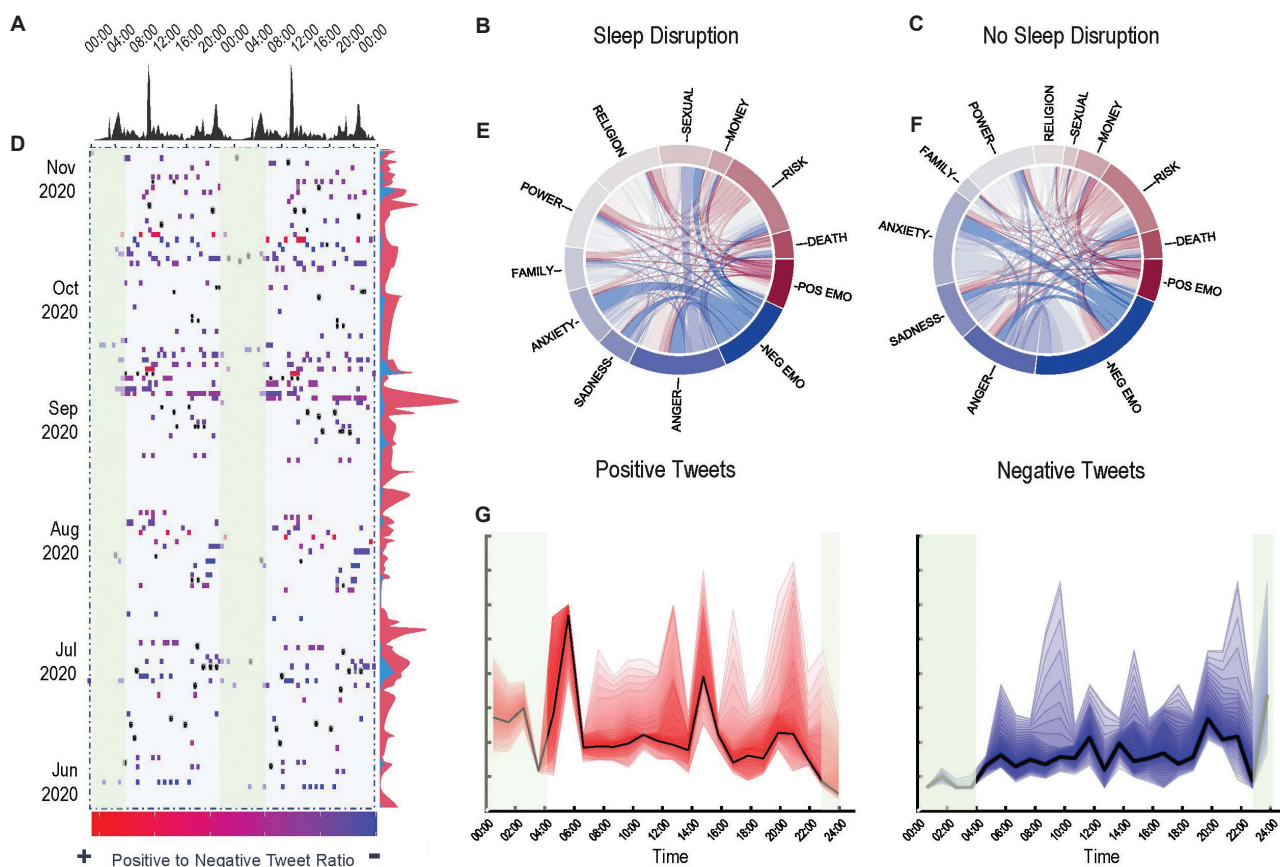 A
00:00
04:00
08:00
16:00
20:00
00:00
04:00
08:00
12:00
16:00
20:00
00:00
B
Sleep Disruption
C
No Sleep Disruption
D
Nov
2020
Oct
2020
Sep
2020
Aug
2020
Jul
2020
Jun
2020
+ Positive to Negative Tweet Ratio -
E
RELIGION
SEXUAL
MONEY
RISK
DEATH
POS EMO
NEG EMO
ANGER
SADNESS
ANXIETY
FAMILY
POWER
F
POWER
RELIGION
SEXUAL
MONEY
RISK
DEATH
POS EMO
NEG EMO
ANGER
SADNESS
ANXIETY
FAMILY
Positive Tweets
Negative Tweets
G
00:00
02:00
04:00
06:00
08:00
10:00
12:00
14:00
16:00
18:00
20:00
22:00
24:00
Time
00:00
02:00
04:00
06:00
08:00
10:00
12:00
14:00
16:00
18:00
20:00
22:00
24:00
Time